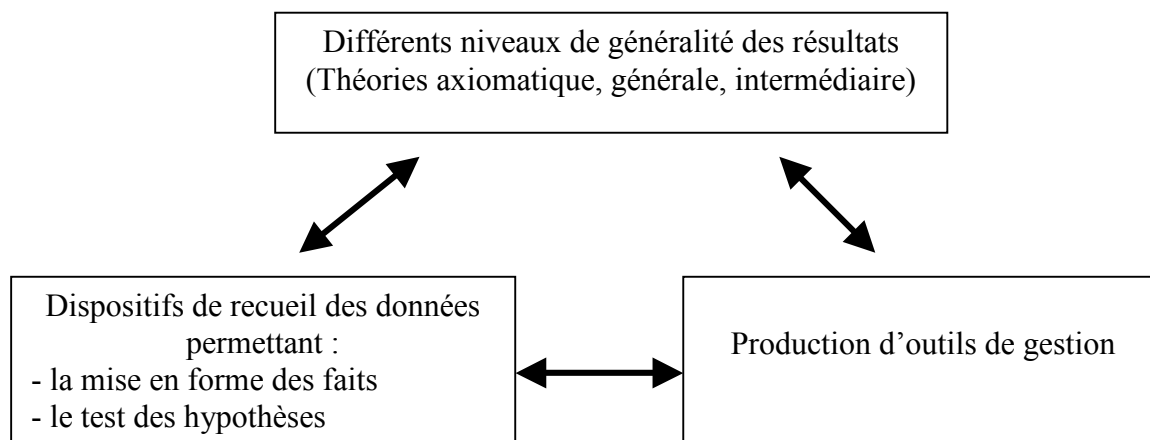 Différents niveaux de généralité des résultats
(Théories axiomatique, générale, intermédiaire)
Dispositifs de recueil des données
permettant :
- la mise en forme des faits
- le test des hypothèses
Production d’outils de gestion